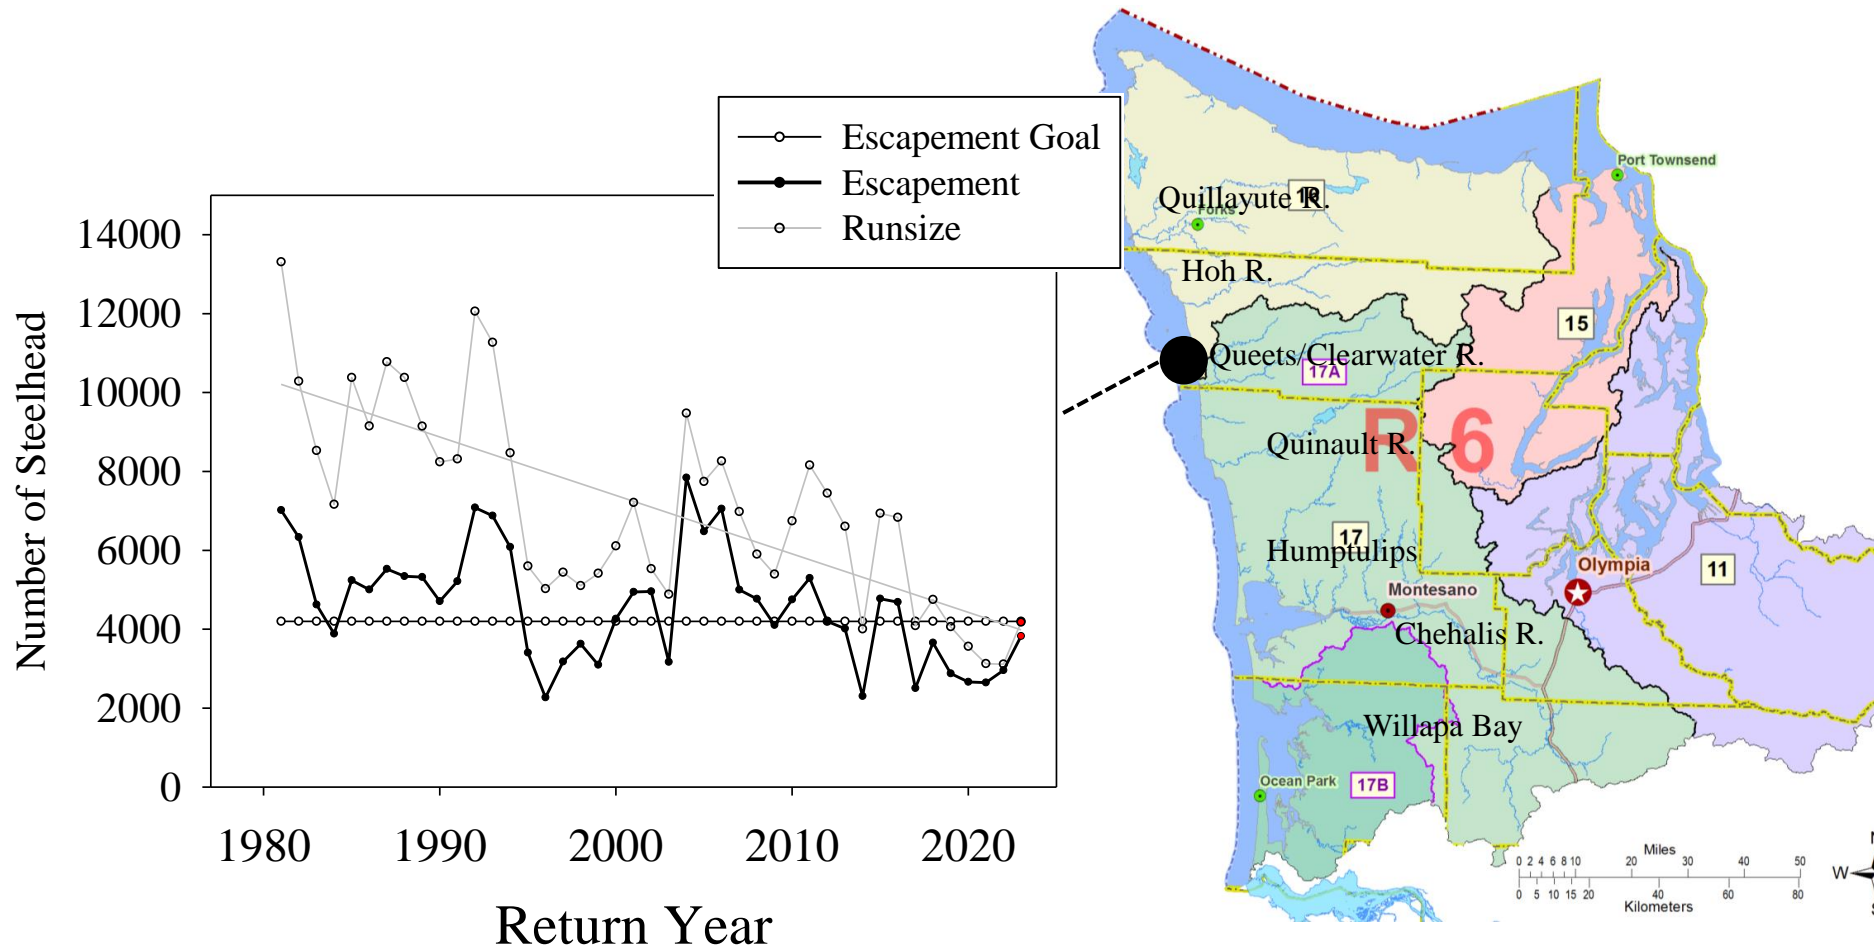 Escapement Goal
Escapement
Runsize
Number of Steelhead
14000
12000
10000
8000
6000
4000
2000
0
1980
1990
2000
2010
2020
Return Year
Port Townsend
Quillayute R.
Forks
Hoh R.
15
Queets/Clearwater R.
17A
R 6
Quinault R.
17
Humptulips
Olympia
11
Montesano
Chehalis R.
Willapa Bay
Ocean Park
17B
Miles
0 2 4 6 8 10 20 30 40 50
0 5 10 15 20 40 60 80
Kilometers
W